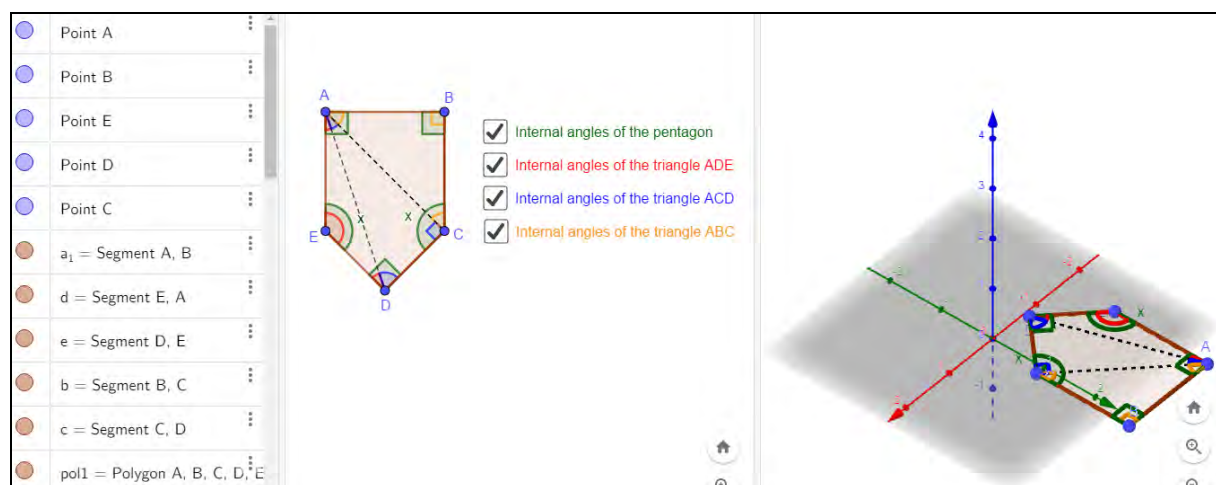 Point A
Point B
Point E
Point D
Point C
a₁ = Segment A, B
d = Segment E, A
e = Segment D, E
b = Segment B, C
c = Segment C, D
pol1 = Polygon A, B, C, D, E
A
B
E
x
x
C
D
Internal angles of the pentagon
Internal angles of the triangle ADE
Internal angles of the triangle ACD
Internal angles of the triangle ABC
4
3
2
-1
x
x
A
2